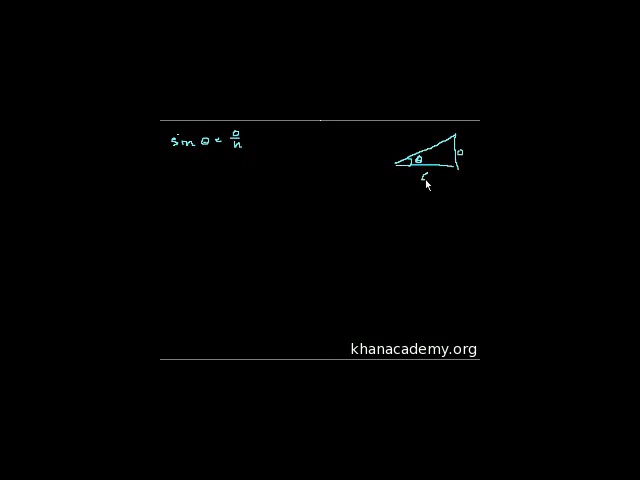 sin θ = o/h
θ
o
khanacademy.org